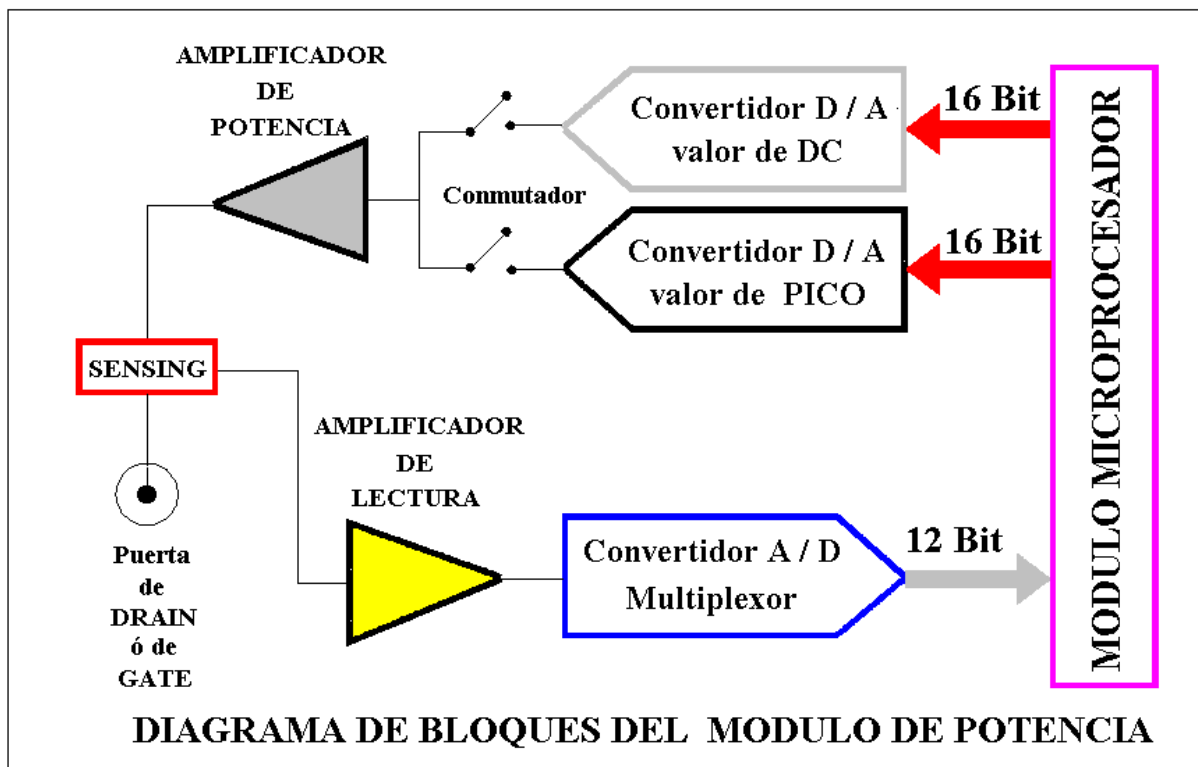 AMPLIFICADOR
DE
POTENCIA
Convertidor D / A
valor de DC
16 Bit
Conmutador
Convertidor D / A
valor de PICO
16 Bit
MODULO MICROPROCESADOR
SENSING
AMPLIFICADOR
DE
LECTURA
Puerta
de
DRAIN
ó de
GATE
Convertidor A / D
Multiplexor
12 Bit
DIAGRAMA DE BLOQUES DEL MODULO DE POTENCIA